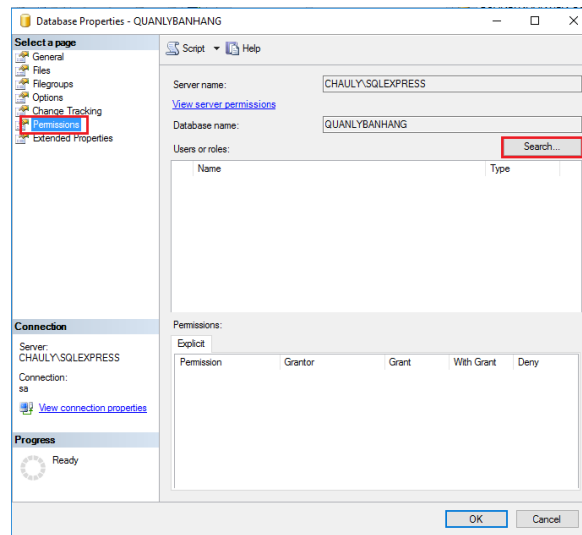 Database Properties - QUANLYBANHANG
Select a page
General
Files
Filegroups
Options
Change Tracking
Permissions
Extended Properties
Script Help
Server name: CHAULY\SQLEXPRESS
View server permissions
Database name: QUANLYBANHANG
Users or roles: Search...
Name Type
Connection
Server:
CHAULY\SQLEXPRESS
Connection:
sa
View connection properties
Progress
Ready
Permissions:
Explicit
Permission Grantor Grant With Grant Deny
OK Cancel